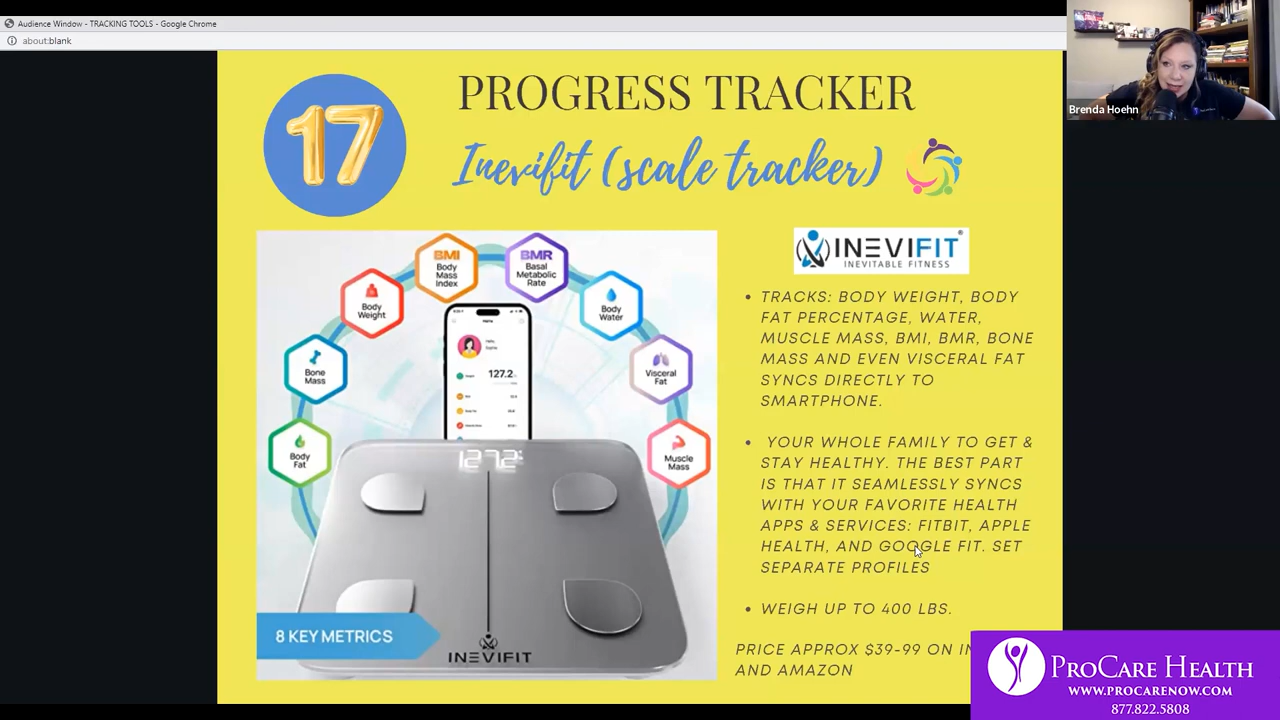 Audience Window - TRACKING TOOLS - Google Chrome
about:blank
Brenda Hoehn
17
PROGRESS TRACKER
Inevifit (scale tracker)
BMI
Body
Mass
Index
BMR
Basal
Metabolic
Rate
Body
Weight
Body
Water
Bone
Mass
Visceral
Fat
Body
Fat
Muscle
Mass
127.2
1272
8 KEY METRICS
INEVIFIT
INEVIFIT ®
INEVITABLE FITNESS
• TRACKS: BODY WEIGHT, BODY
FAT PERCENTAGE, WATER,
MUSCLE MASS, BMI, BMR, BONE
MASS AND EVEN VISCERAL FAT
SYNCS DIRECTLY TO
SMARTPHONE.
• YOUR WHOLE FAMILY TO GET &
STAY HEALTHY. THE BEST PART
IS THAT IT SEAMLESSLY SYNCS
WITH YOUR FAVORITE HEALTH
APPS & SERVICES: FITBIT, APPLE
HEALTH, AND GOOGLE FIT. SET
SEPARATE PROFILES
• WEIGH UP TO 400 LBS.
PRICE APPROX $39-99 ON IN
AND AMAZON
PROCARE HEALTH
WWW.PROCARENOW.COM
877.822.5808